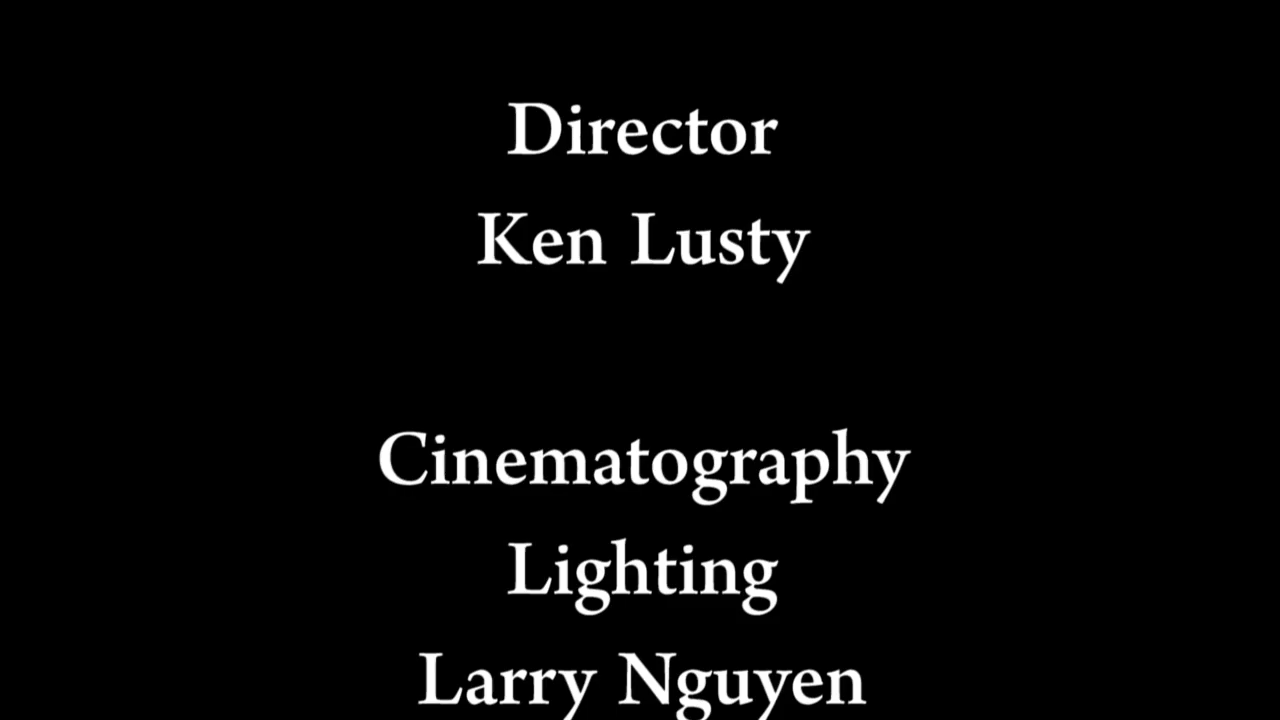 Director
Ken Lusty
Cinematography
Lighting
Larry Nguyen